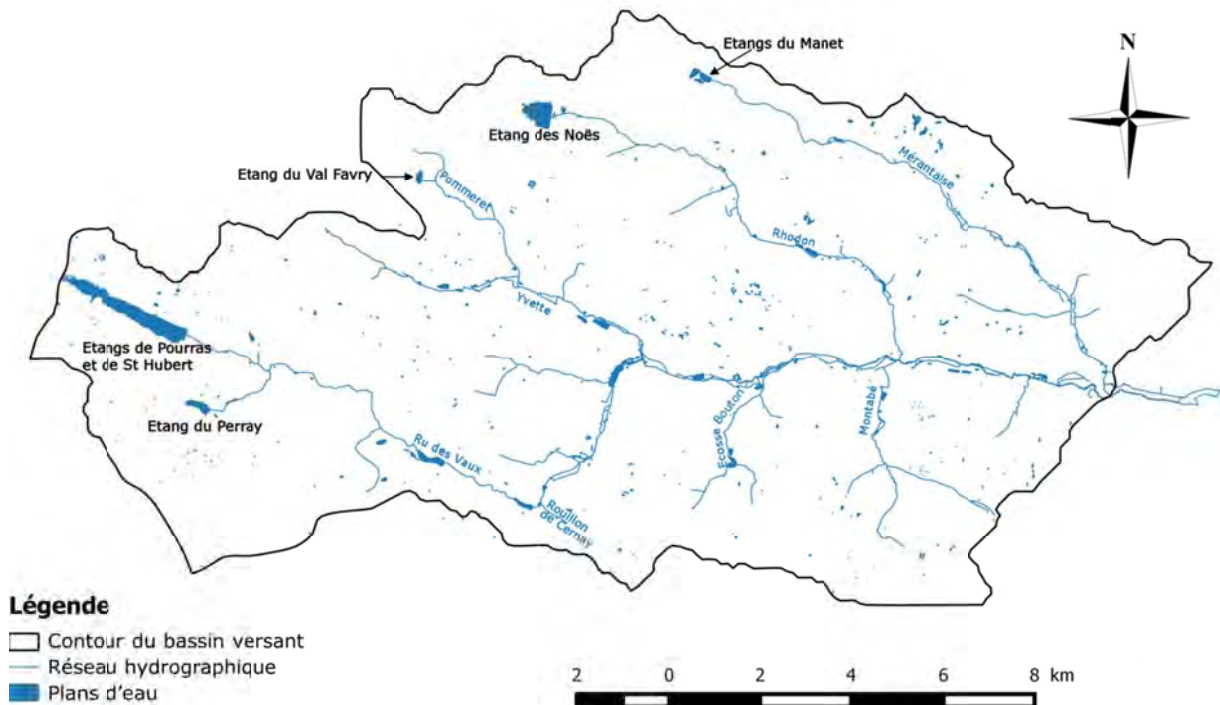 Etangs du Manet
N
Etang des Noës
Etang du Val Favry
Pommeret
Mérantaise
Rhodon
Yvette
Etangs de Pourras
et de St Hubert
Etang du Perray
Ru des Vaux
Rouillon
de Cernay
Ecosse Bouton
Montabé
Légende
Contour du bassin versant
Réseau hydrographique
Plans d'eau
2 0 2 4 6 8 km